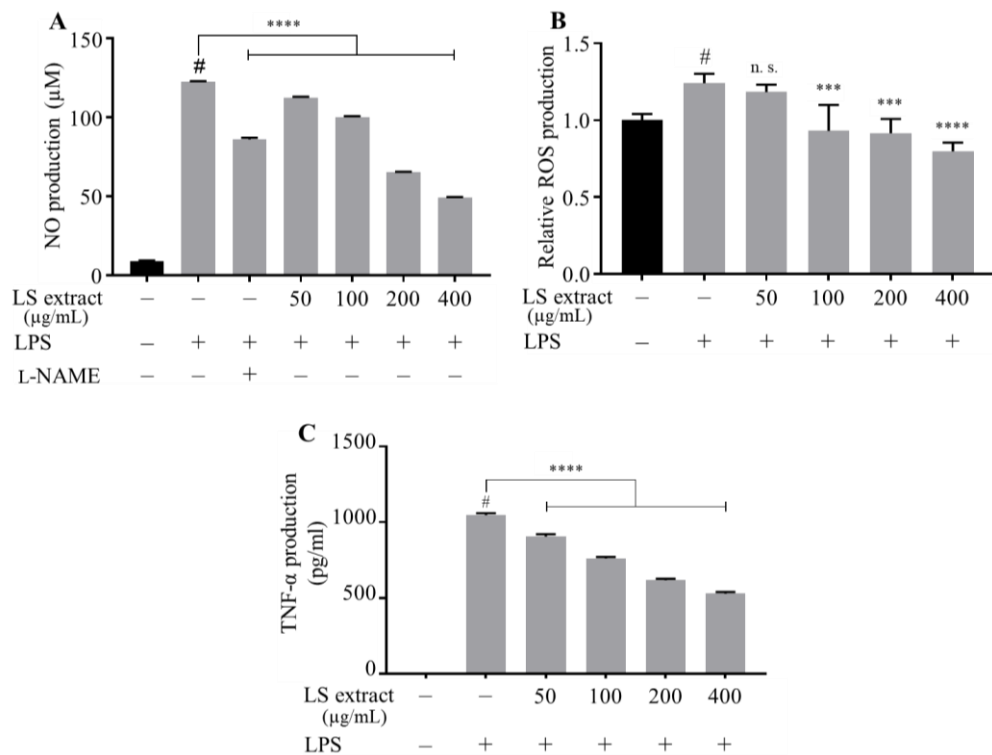 A
****
NO production (µM)
150
100
50
0
#
LS extract – – – 50 100 200 400
(µg/mL)
LPS – + + + + + +
L-NAME – – + – – – –
B
Relative ROS production
1.5
1.0
0.5
0.0
#
n. s.
***
***
****
LS extract – – 50 100 200 400
(µg/mL)
LPS – + + + + +
C
****
TNF-α production
(pg/ml)
1500
1000
500
0
#
LS extract – – 50 100 200 400
(µg/mL)
LPS – + + + + +